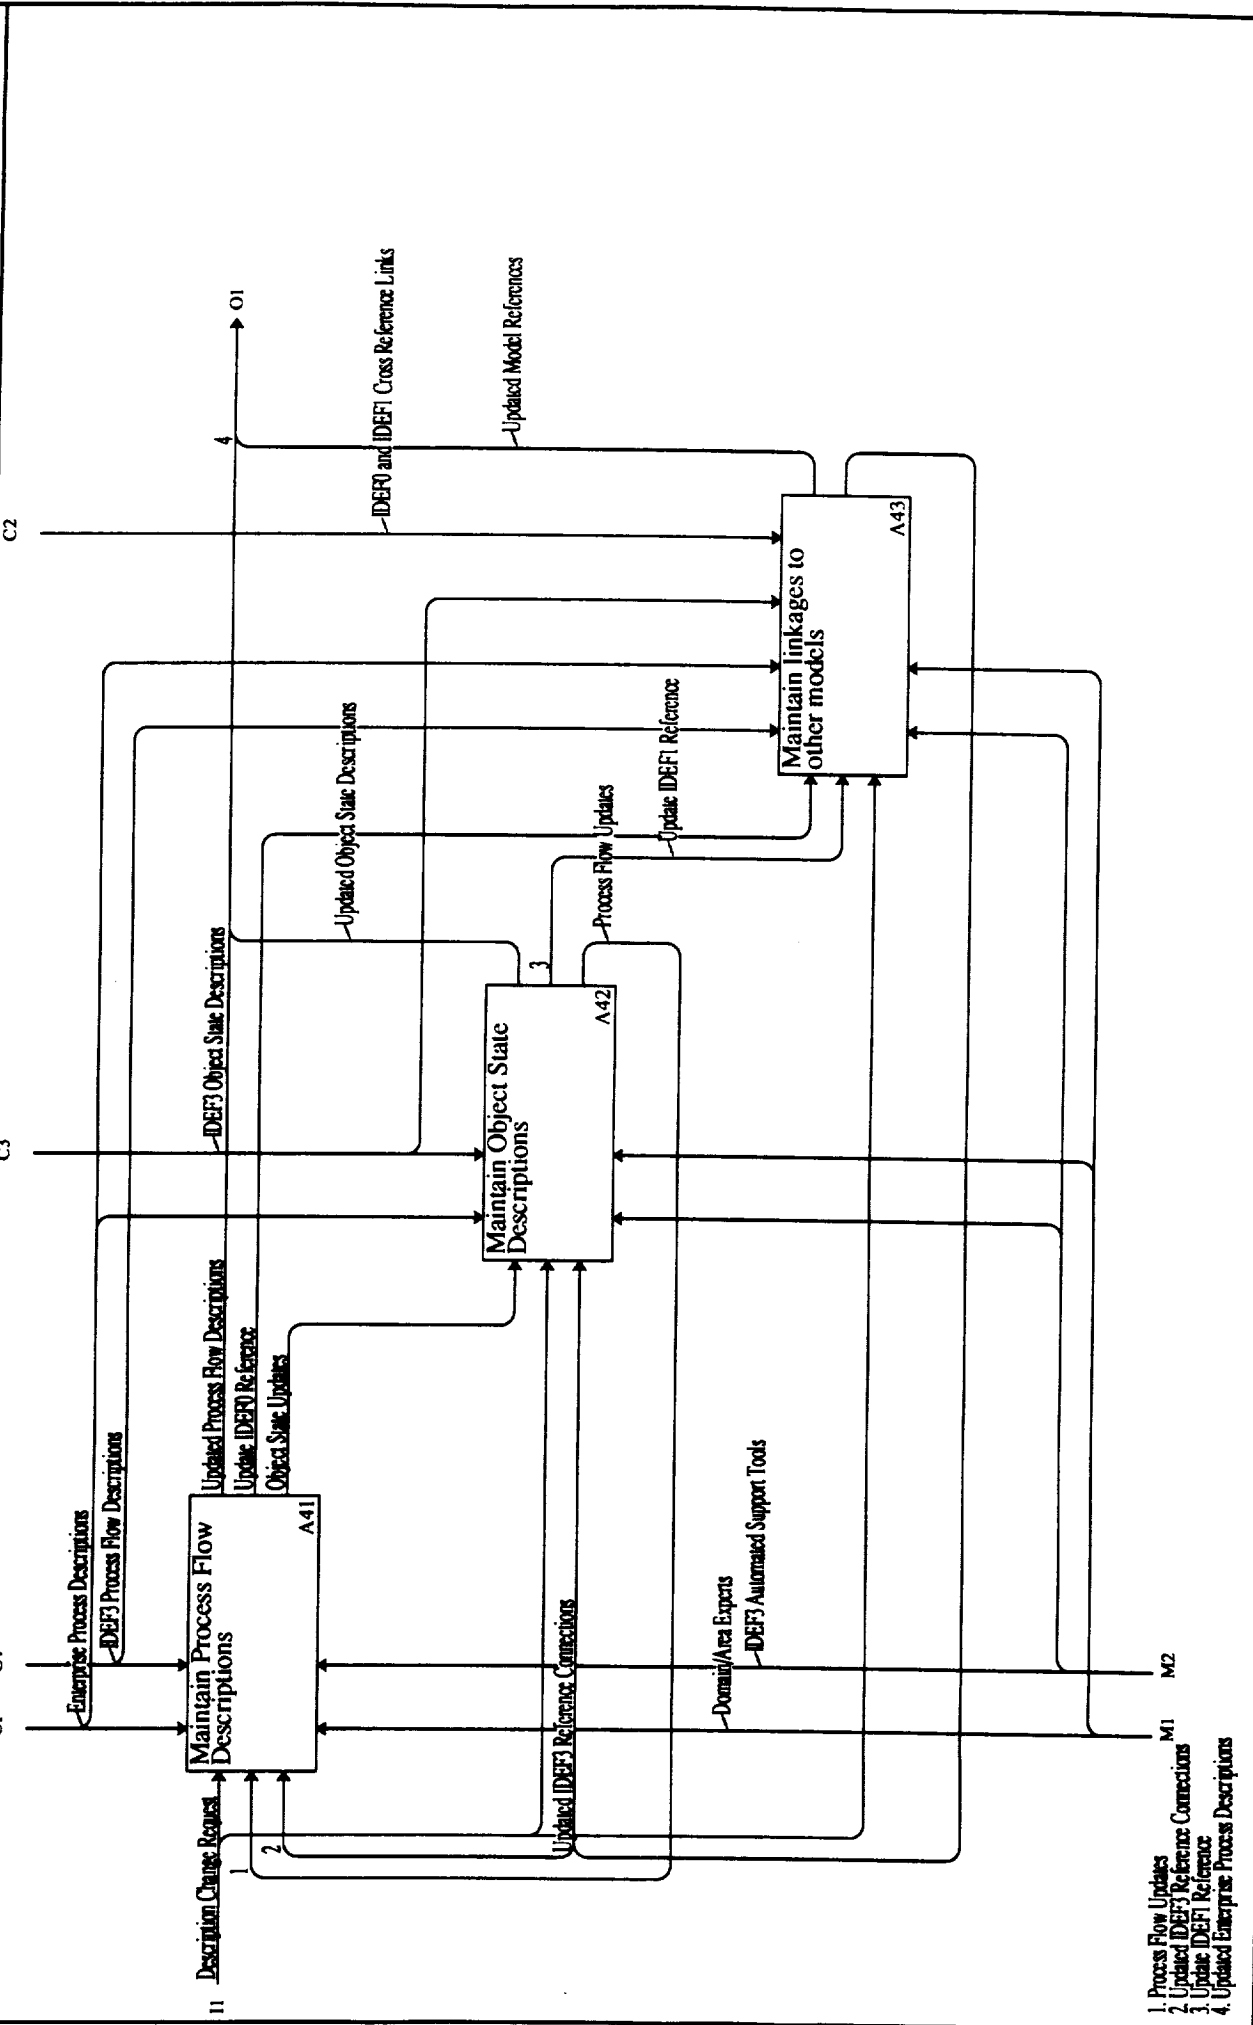 C2
C3
Enterprise Process Descriptions
IDEF3 Process Flow Descriptions
IDEF3 Object State Descriptions
O1
4
IDEF0 and IDEF1 Cross Reference Links
Updated Model References
Updated Object State Descriptions
Updated Process Flow Descriptions
Update IDEF0 Reference
Object State Updates
I1
Description Change Request
1
2
Maintain Process Flow
Descriptions
A41
Maintain Object State
Descriptions
A42
3
Process Flow Updates
Update IDEF1 Reference
Maintain linkages to
other models
A43
Updated IDEF3 Reference Connections
Domain/Area Experts
IDEF3 Automated Support Tools
M1
M2
1. Process Flow Updates
2. Updated IDEF3 Reference Connections
3. Update IDEF1 Reference
4. Updated Enterprise Process Descriptions